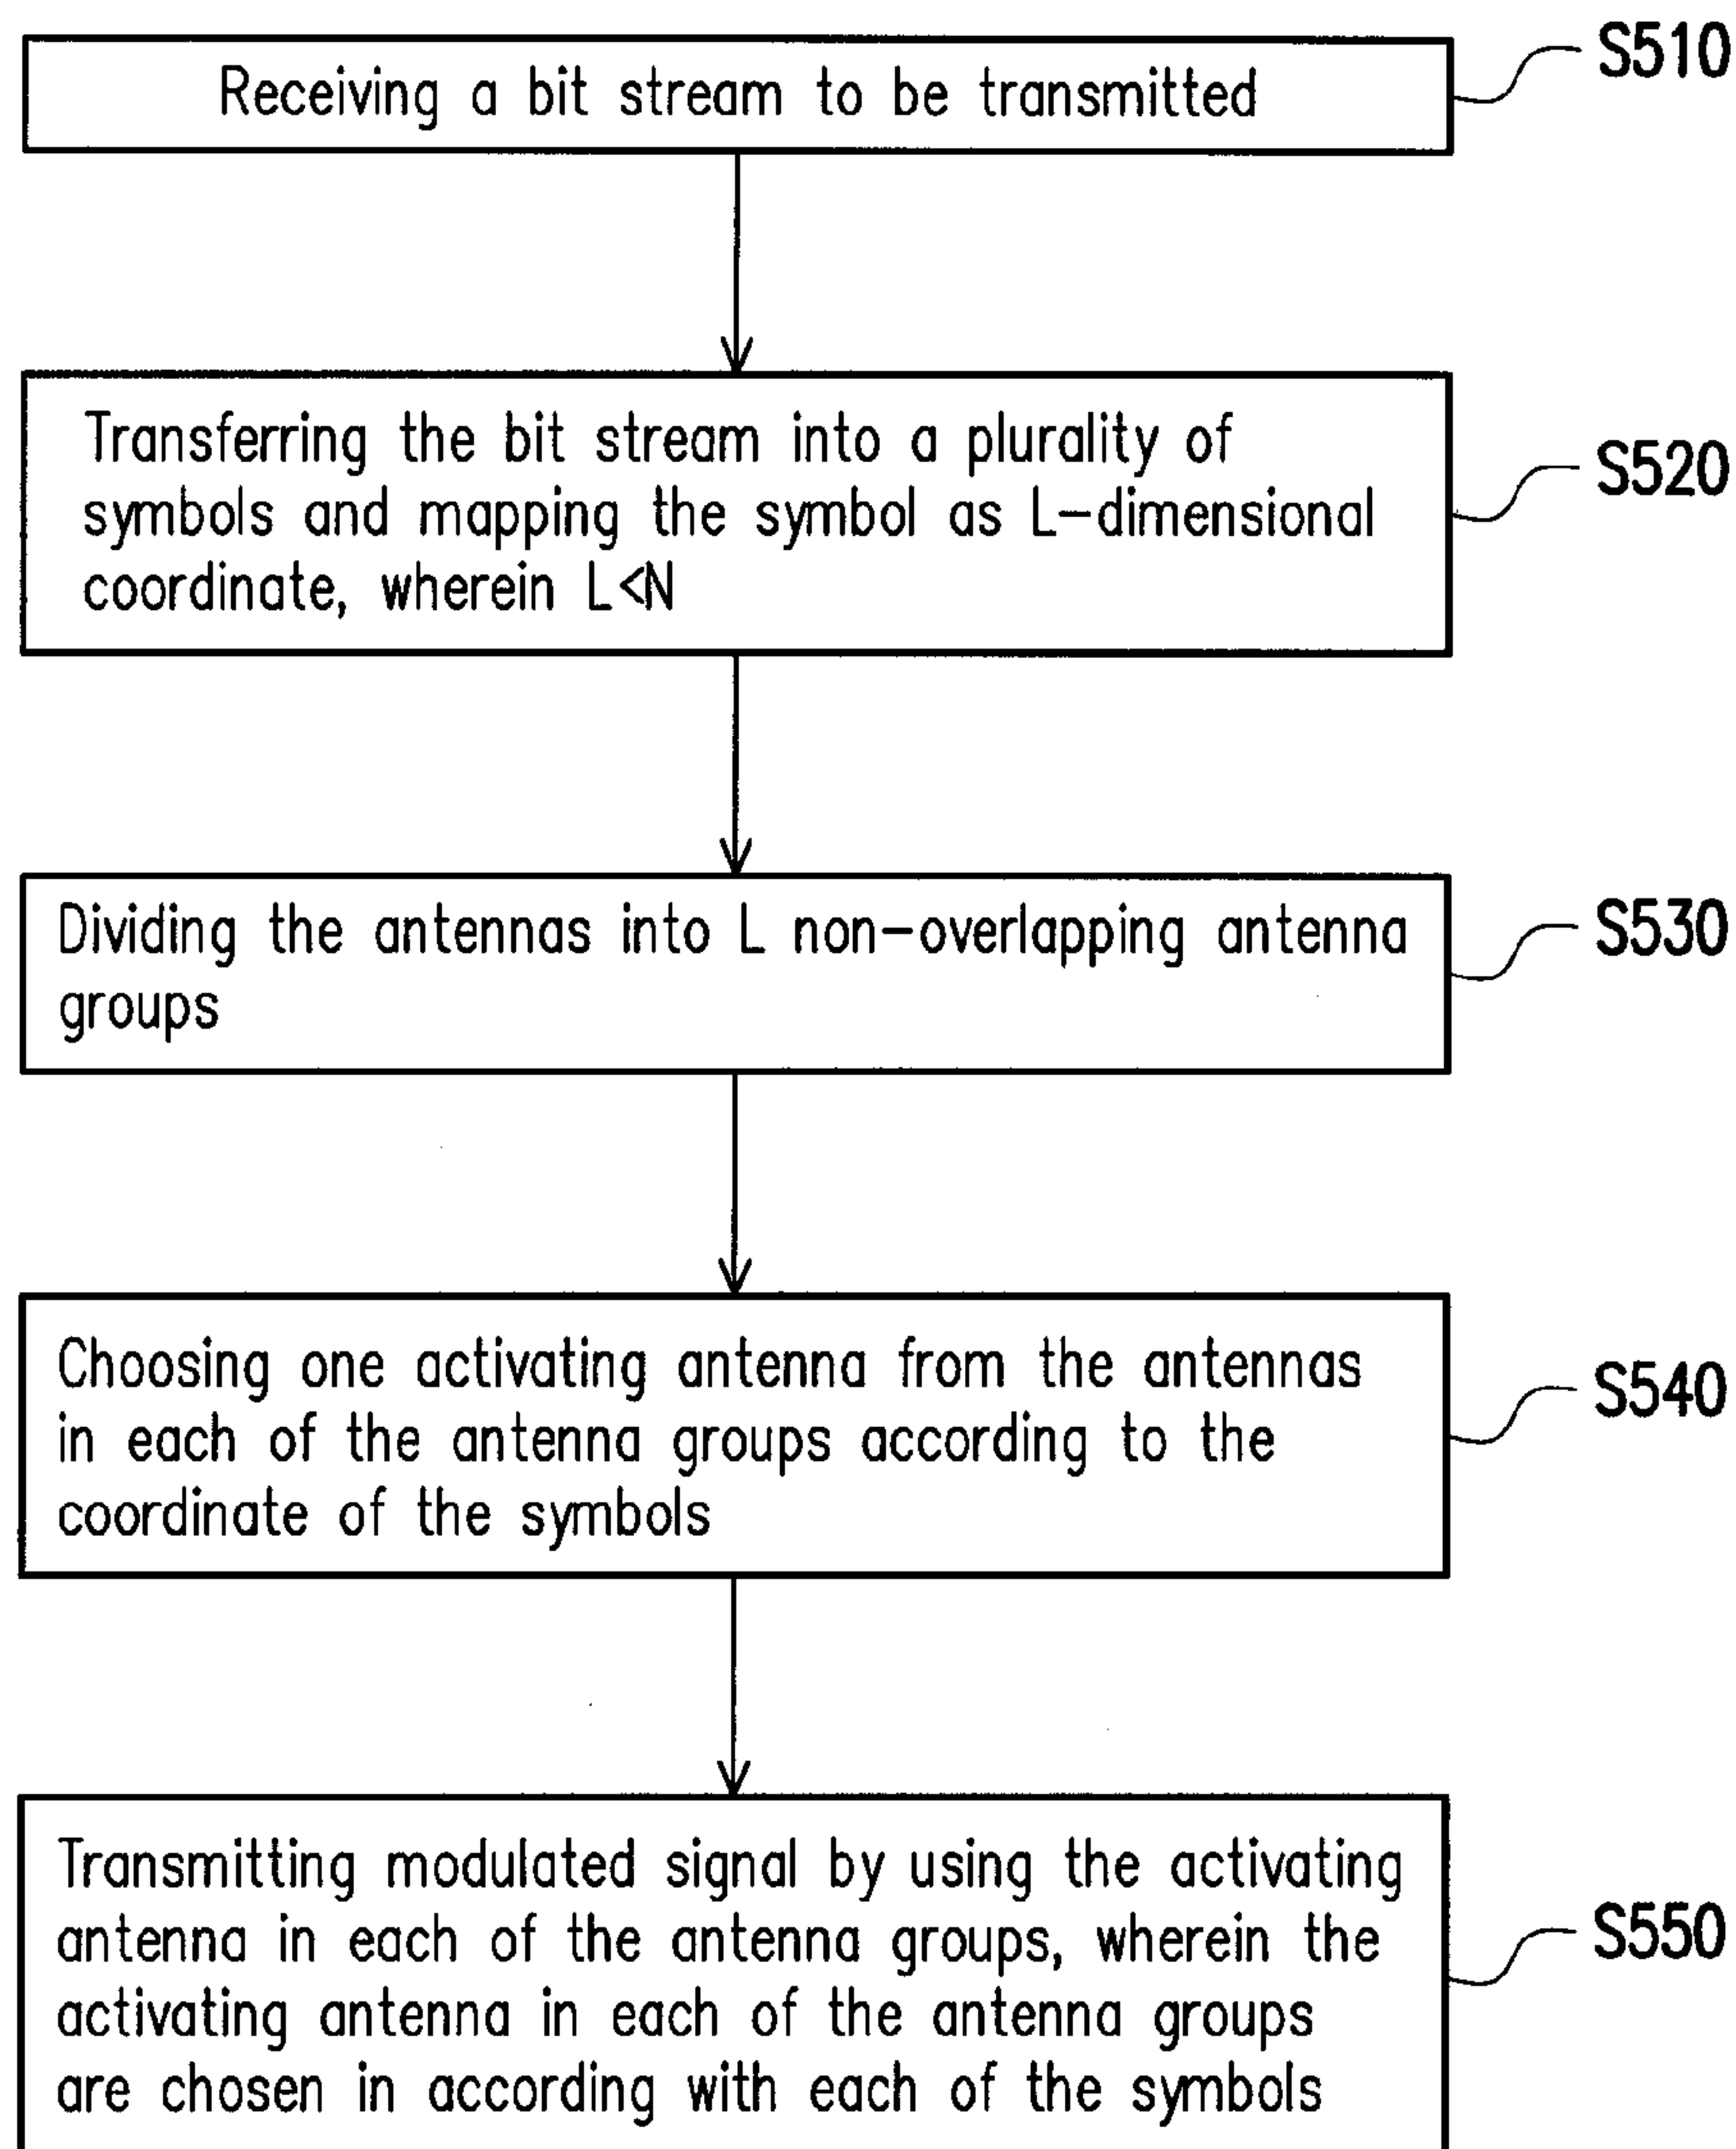 Receiving a bit stream to be transmitted
S510
Transferring the bit stream into a plurality of
symbols and mapping the symbol as L-dimensional
coordinate, wherein L<N
S520
Dividing the antennas into L non-overlapping antenna
groups
S530
Choosing one activating antenna from the antennas
in each of the antenna groups according to the
coordinate of the symbols
S540
Transmitting modulated signal by using the activating
antenna in each of the antenna groups, wherein the
activating antenna in each of the antenna groups
are chosen in according with each of the symbols
S550